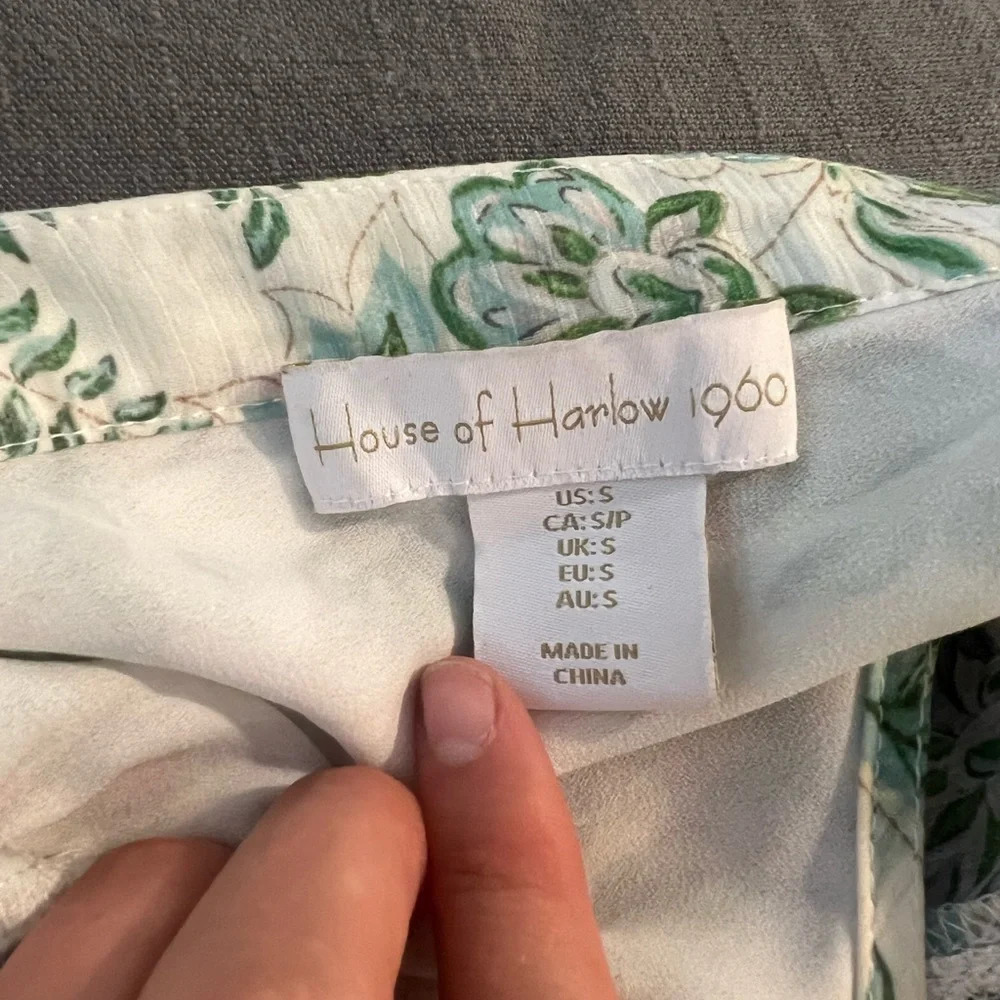 House of Harlow 1960
US: S
CA: S/P
UK: S
EU: S
AU: S
MADE IN
CHINA